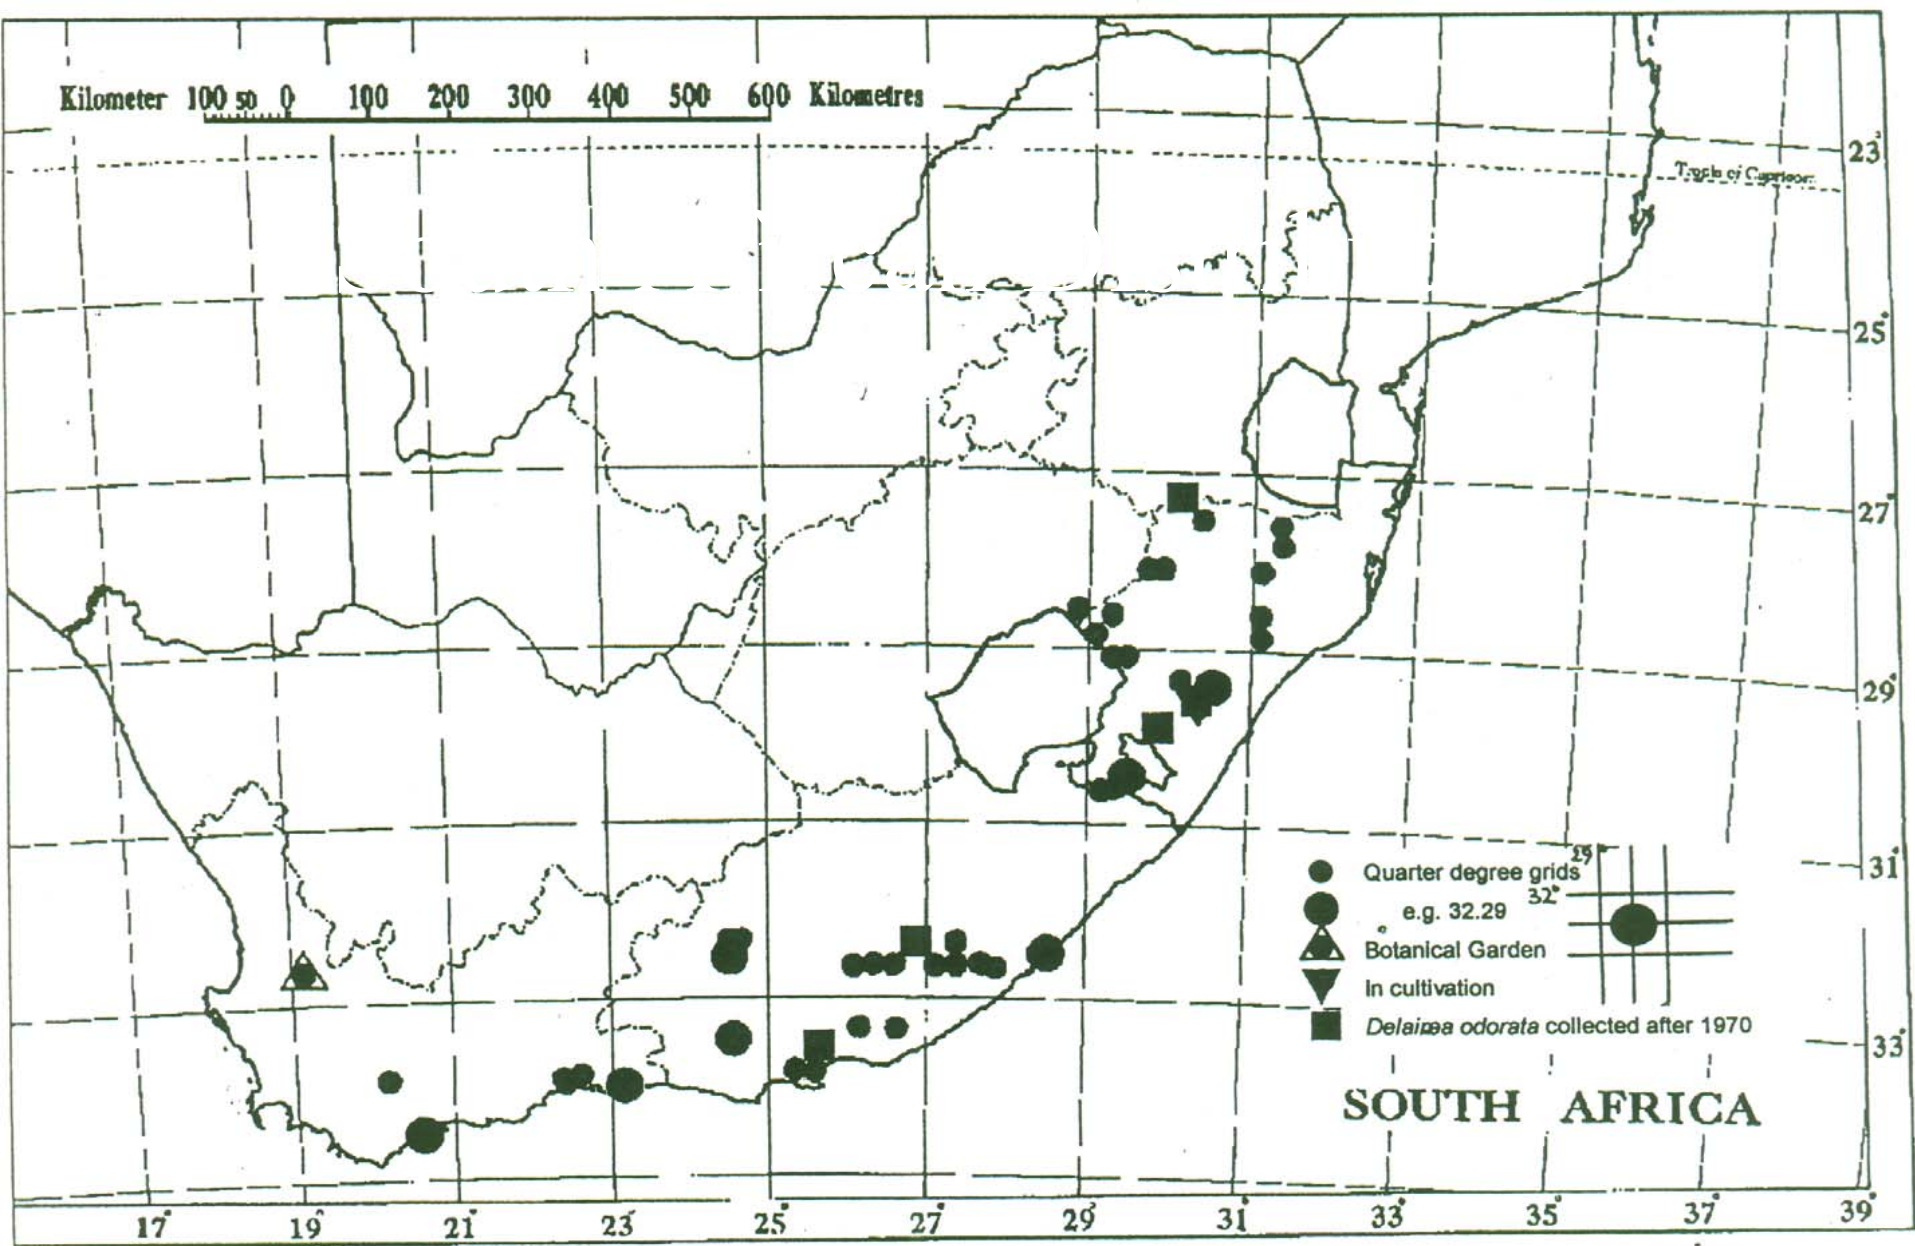 Kilometer 100 50 0 100 200 300 400 500 600 Kilometres
23°
Tropic of Capricorn
25°
27°
29°
Quarter degree grids
29°
32°
e.g. 32.29
31°
Botanical Garden
In cultivation
Delairea odorata collected after 1970
33°
SOUTH AFRICA
17° 19° 21° 23° 25° 27° 29° 31° 33° 35° 37° 39°